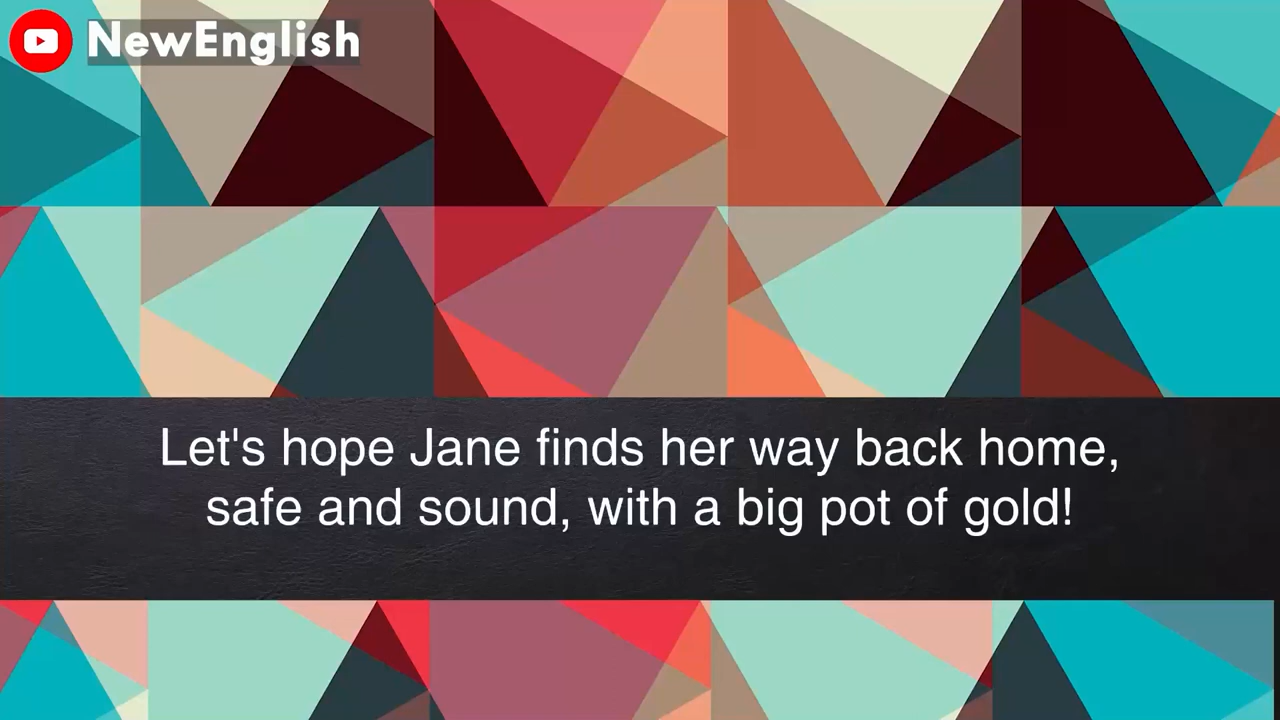 NewEnglish
Let's hope Jane finds her way back home,
safe and sound, with a big pot of gold!